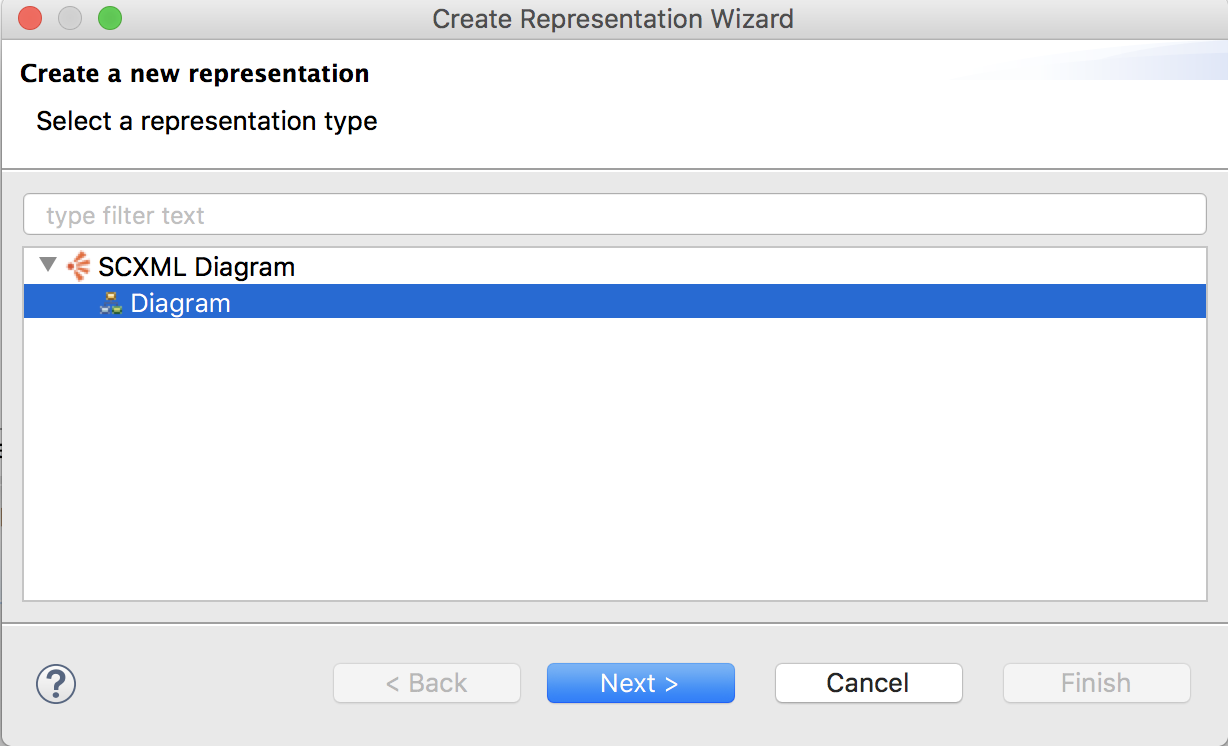 Create Representation Wizard
Create a new representation
Select a representation type
type filter text
SCXML Diagram
Diagram
?
< Back
Next >
Cancel
Finish